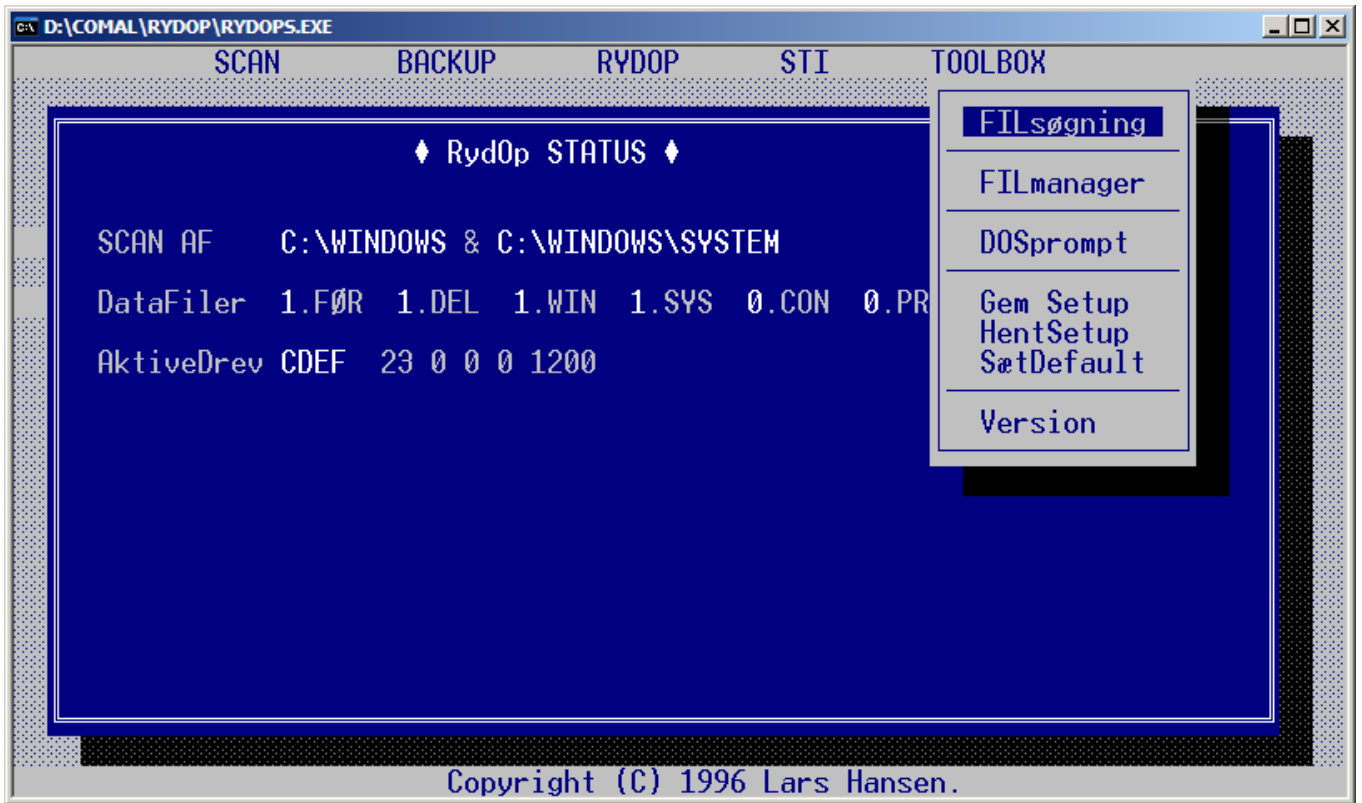 D:\COMAL\RYDOP\RYDOPS.EXE
SCAN BACKUP RYDOP STI TOOLBOX
♦ RydOp STATUS ♦
SCAN AF C:\WINDOWS & C:\WINDOWS\SYSTEM
DataFiler 1.FØR 1.DEL 1.WIN 1.SYS 0.CON 0.PR
AktiveDrev CDEF 23 0 0 0 1200
FILsøgning
FILmanager
DOSprompt
Gem Setup
HentSetup
SætDefault
Version
Copyright (C) 1996 Lars Hansen.